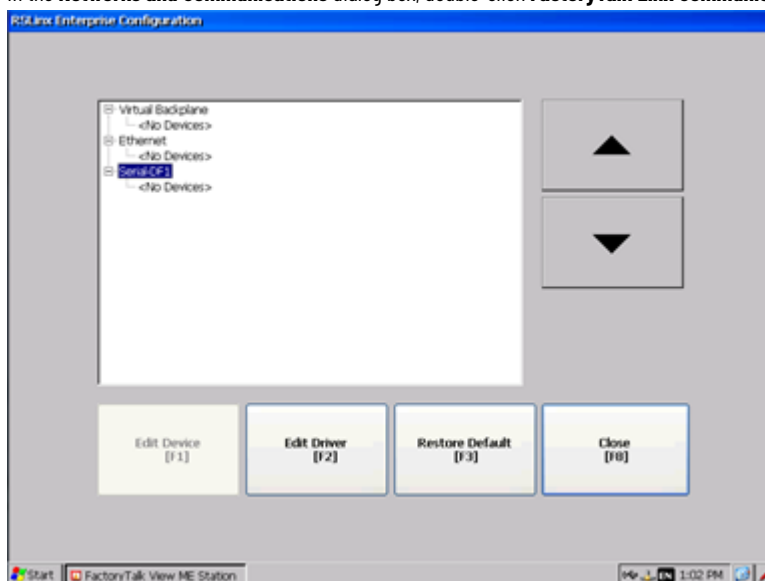 In the Networks and Communications dialog box, double-click FactoryTalk Linx Communic
RSLinx Enterprise Configuration
Virtual Backplane
<No Devices>
Ethernet
<No Devices>
Serial-DF1
<No Devices>
Edit Device
[F1]
Edit Driver
[F2]
Restore Default
[F3]
Close
[F8]
Start
FactoryTalk View ME Station
EN
1:02 PM